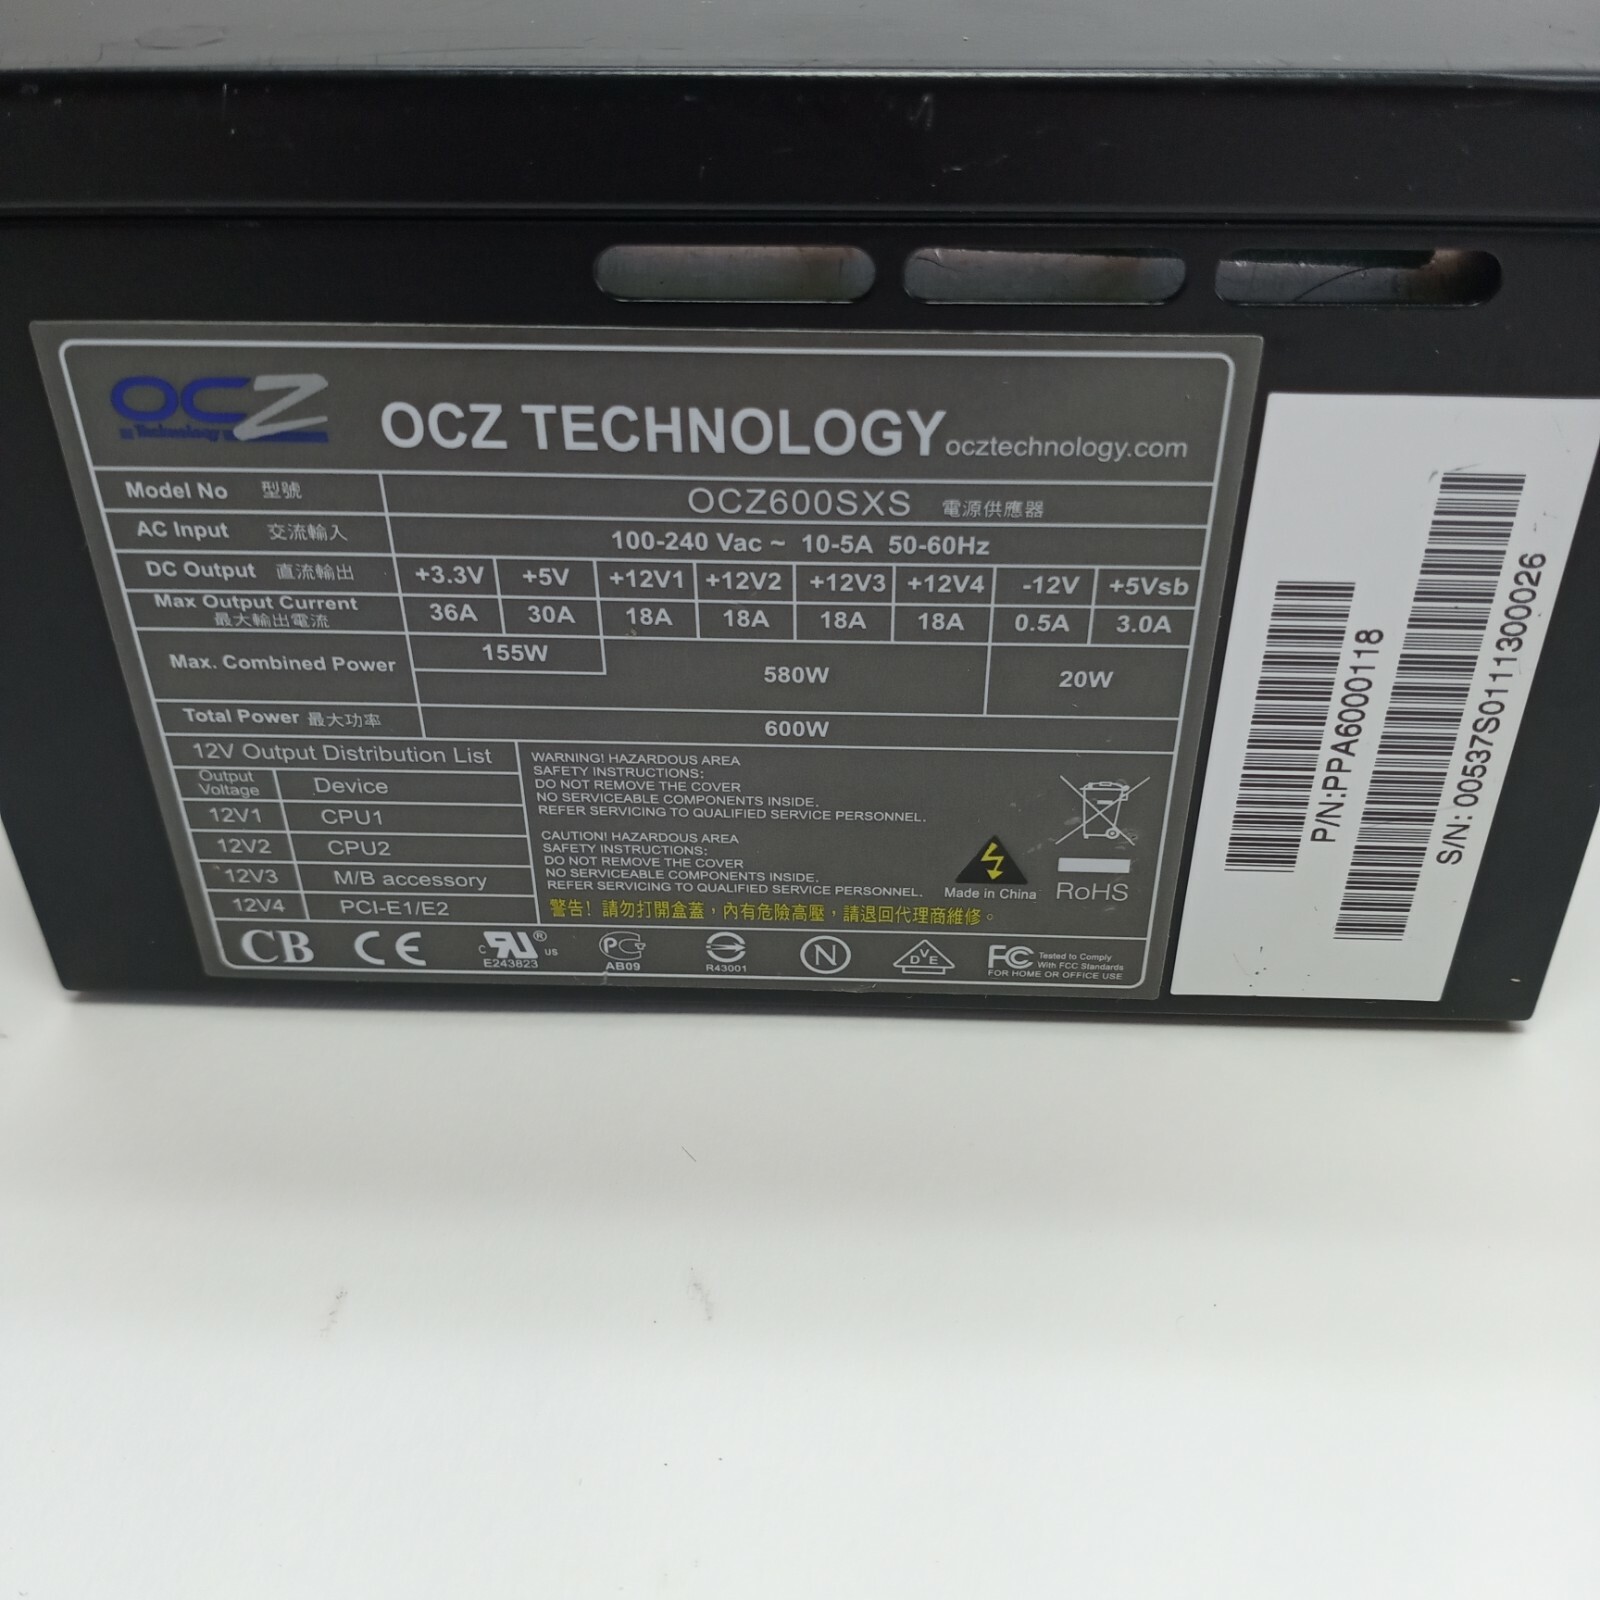 OCZ
Technology
OCZ TECHNOLOGY ocztechnology.com
Model No 型號 OCZ600SXS 電源供應器
AC Input 交流輸入 100-240 Vac ~ 10-5A 50-60Hz
DC Output 直流輸出 +3.3V +5V +12V1 +12V2 +12V3 +12V4 -12V +5Vsb
Max Output Current 36A 30A 18A 18A 18A 18A 0.5A 3.0A
最大輸出電流
Max. Combined Power 155W 580W 20W
Total Power 最大功率 600W
12V Output Distribution List
Output Voltage Device
12V1 CPU1
12V2 CPU2
12V3 M/B accessory
12V4 PCI-E1/E2
WARNING! HAZARDOUS AREA
SAFETY INSTRUCTIONS:
DO NOT REMOVE THE COVER
NO SERVICEABLE COMPONENTS INSIDE.
REFER SERVICING TO QUALIFIED SERVICE PERSONNEL.
CAUTION! HAZARDOUS AREA
SAFETY INSTRUCTIONS:
DO NOT REMOVE THE COVER
NO SERVICEABLE COMPONENTS INSIDE.
REFER SERVICING TO QUALIFIED SERVICE PERSONNEL.
警告! 請勿打開盒蓋，內有危險高壓，請退回代理商維修。
Made in China
RoHS
CB CE c RU ® US
E243823
PC
AB09
R43001
N
DVE
FC Tested to Comply
With FCC Standards
FOR HOME OR OFFICE USE
P/N:PPA6000118
S/N: 00537S0111300026